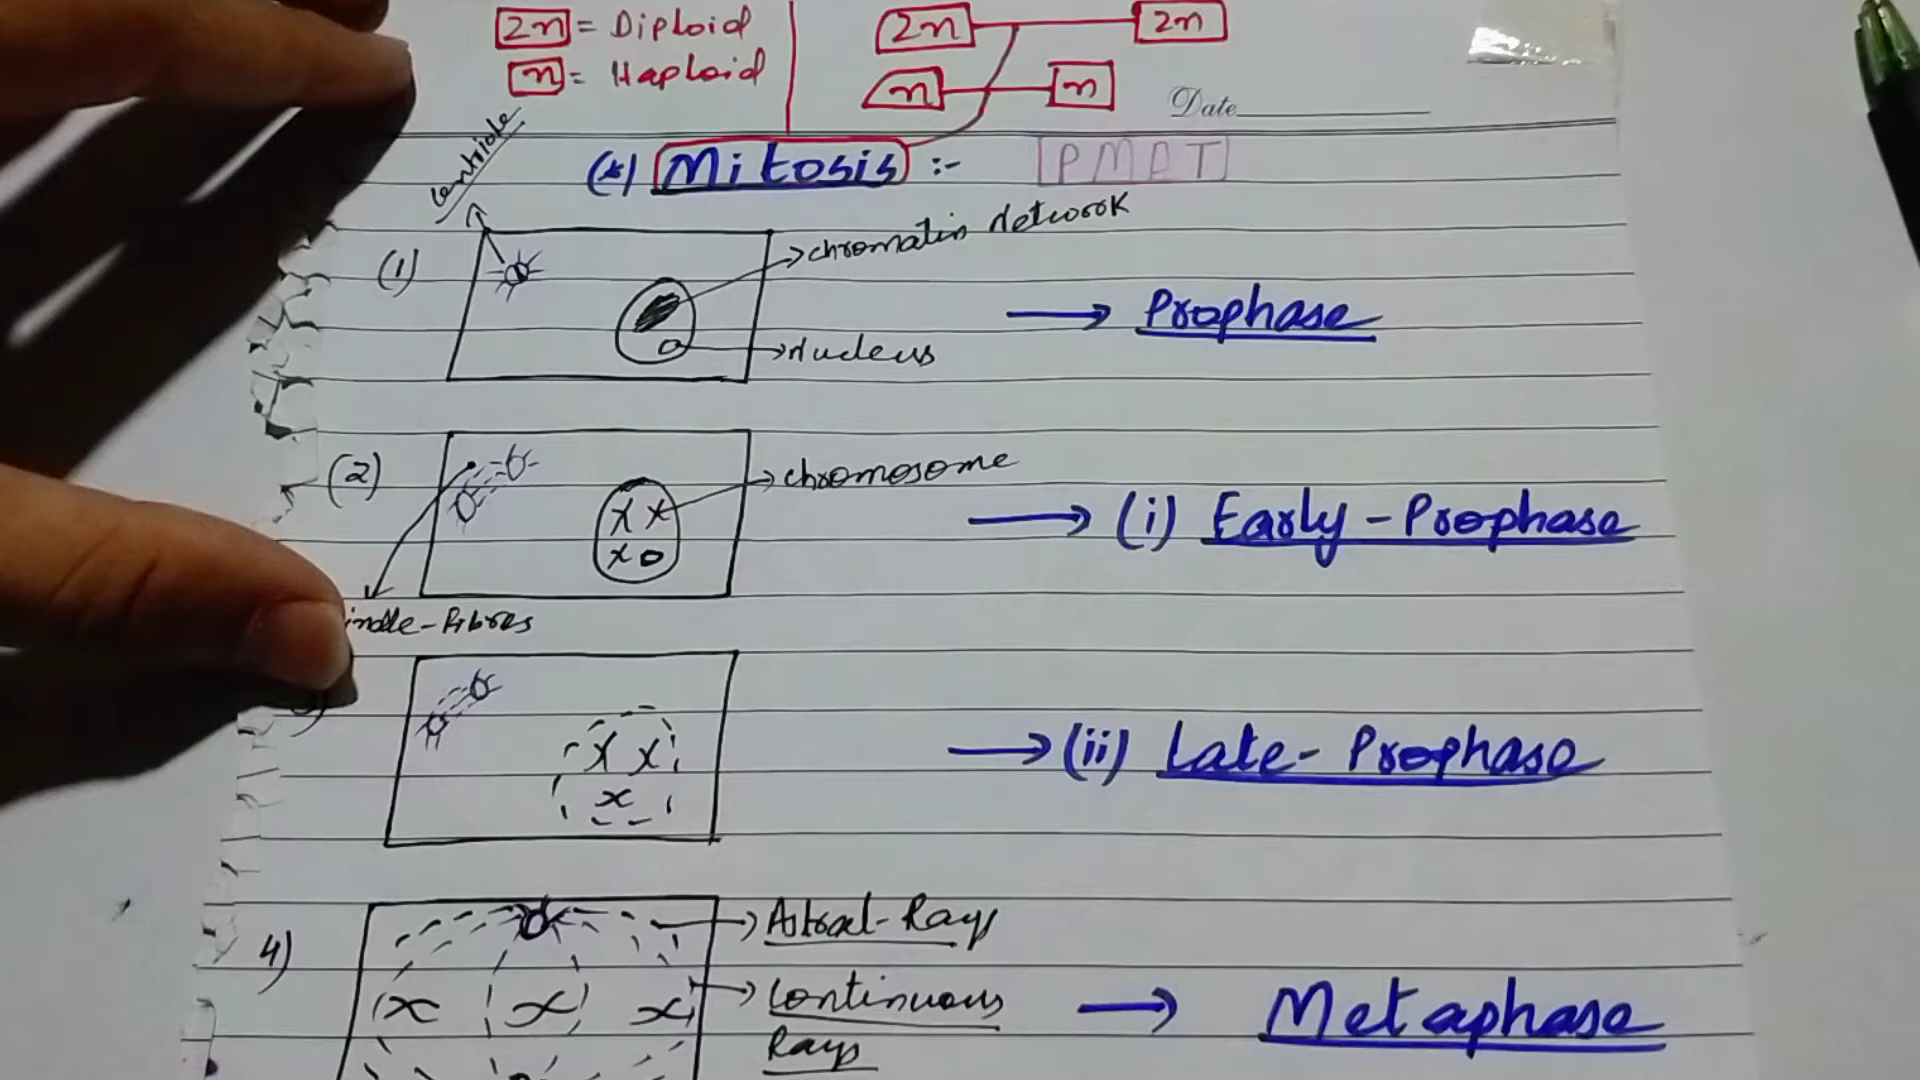 2n = Diploid
n = Haploid
2n 2n
n n
Date
Centriole
(*) Mitosis :- PMAT
(1)
chromatin network
nucleus
→ Prophase
(2)
chromosome
→ (i) Early - Prophase
indle-fibres
→ (ii) Late - Prophase
4)
Astral-Rays
Continuous
Rays
→ Metaphase